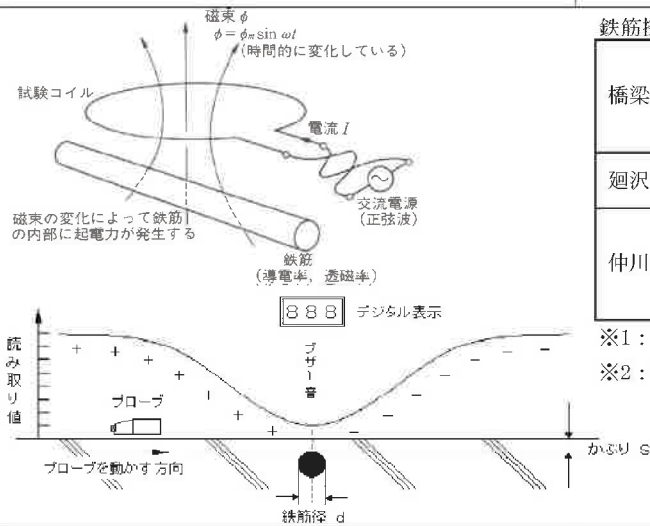 磁束φ
φ=φm sin ωt
(時間的に変化している)
試験コイル
電流I
交流電源
(正弦波)
磁束の変化によって鉄筋
の内部に起電力が発生する
鉄筋
(導電率，透磁率)
888 デジタル表示
読み取り値
ブザー音
プローブ
プローブを動かす方向
かぶり S
鉄筋径 d
鉄筋
橋梁
廻沢
仲川
※1：
※2：